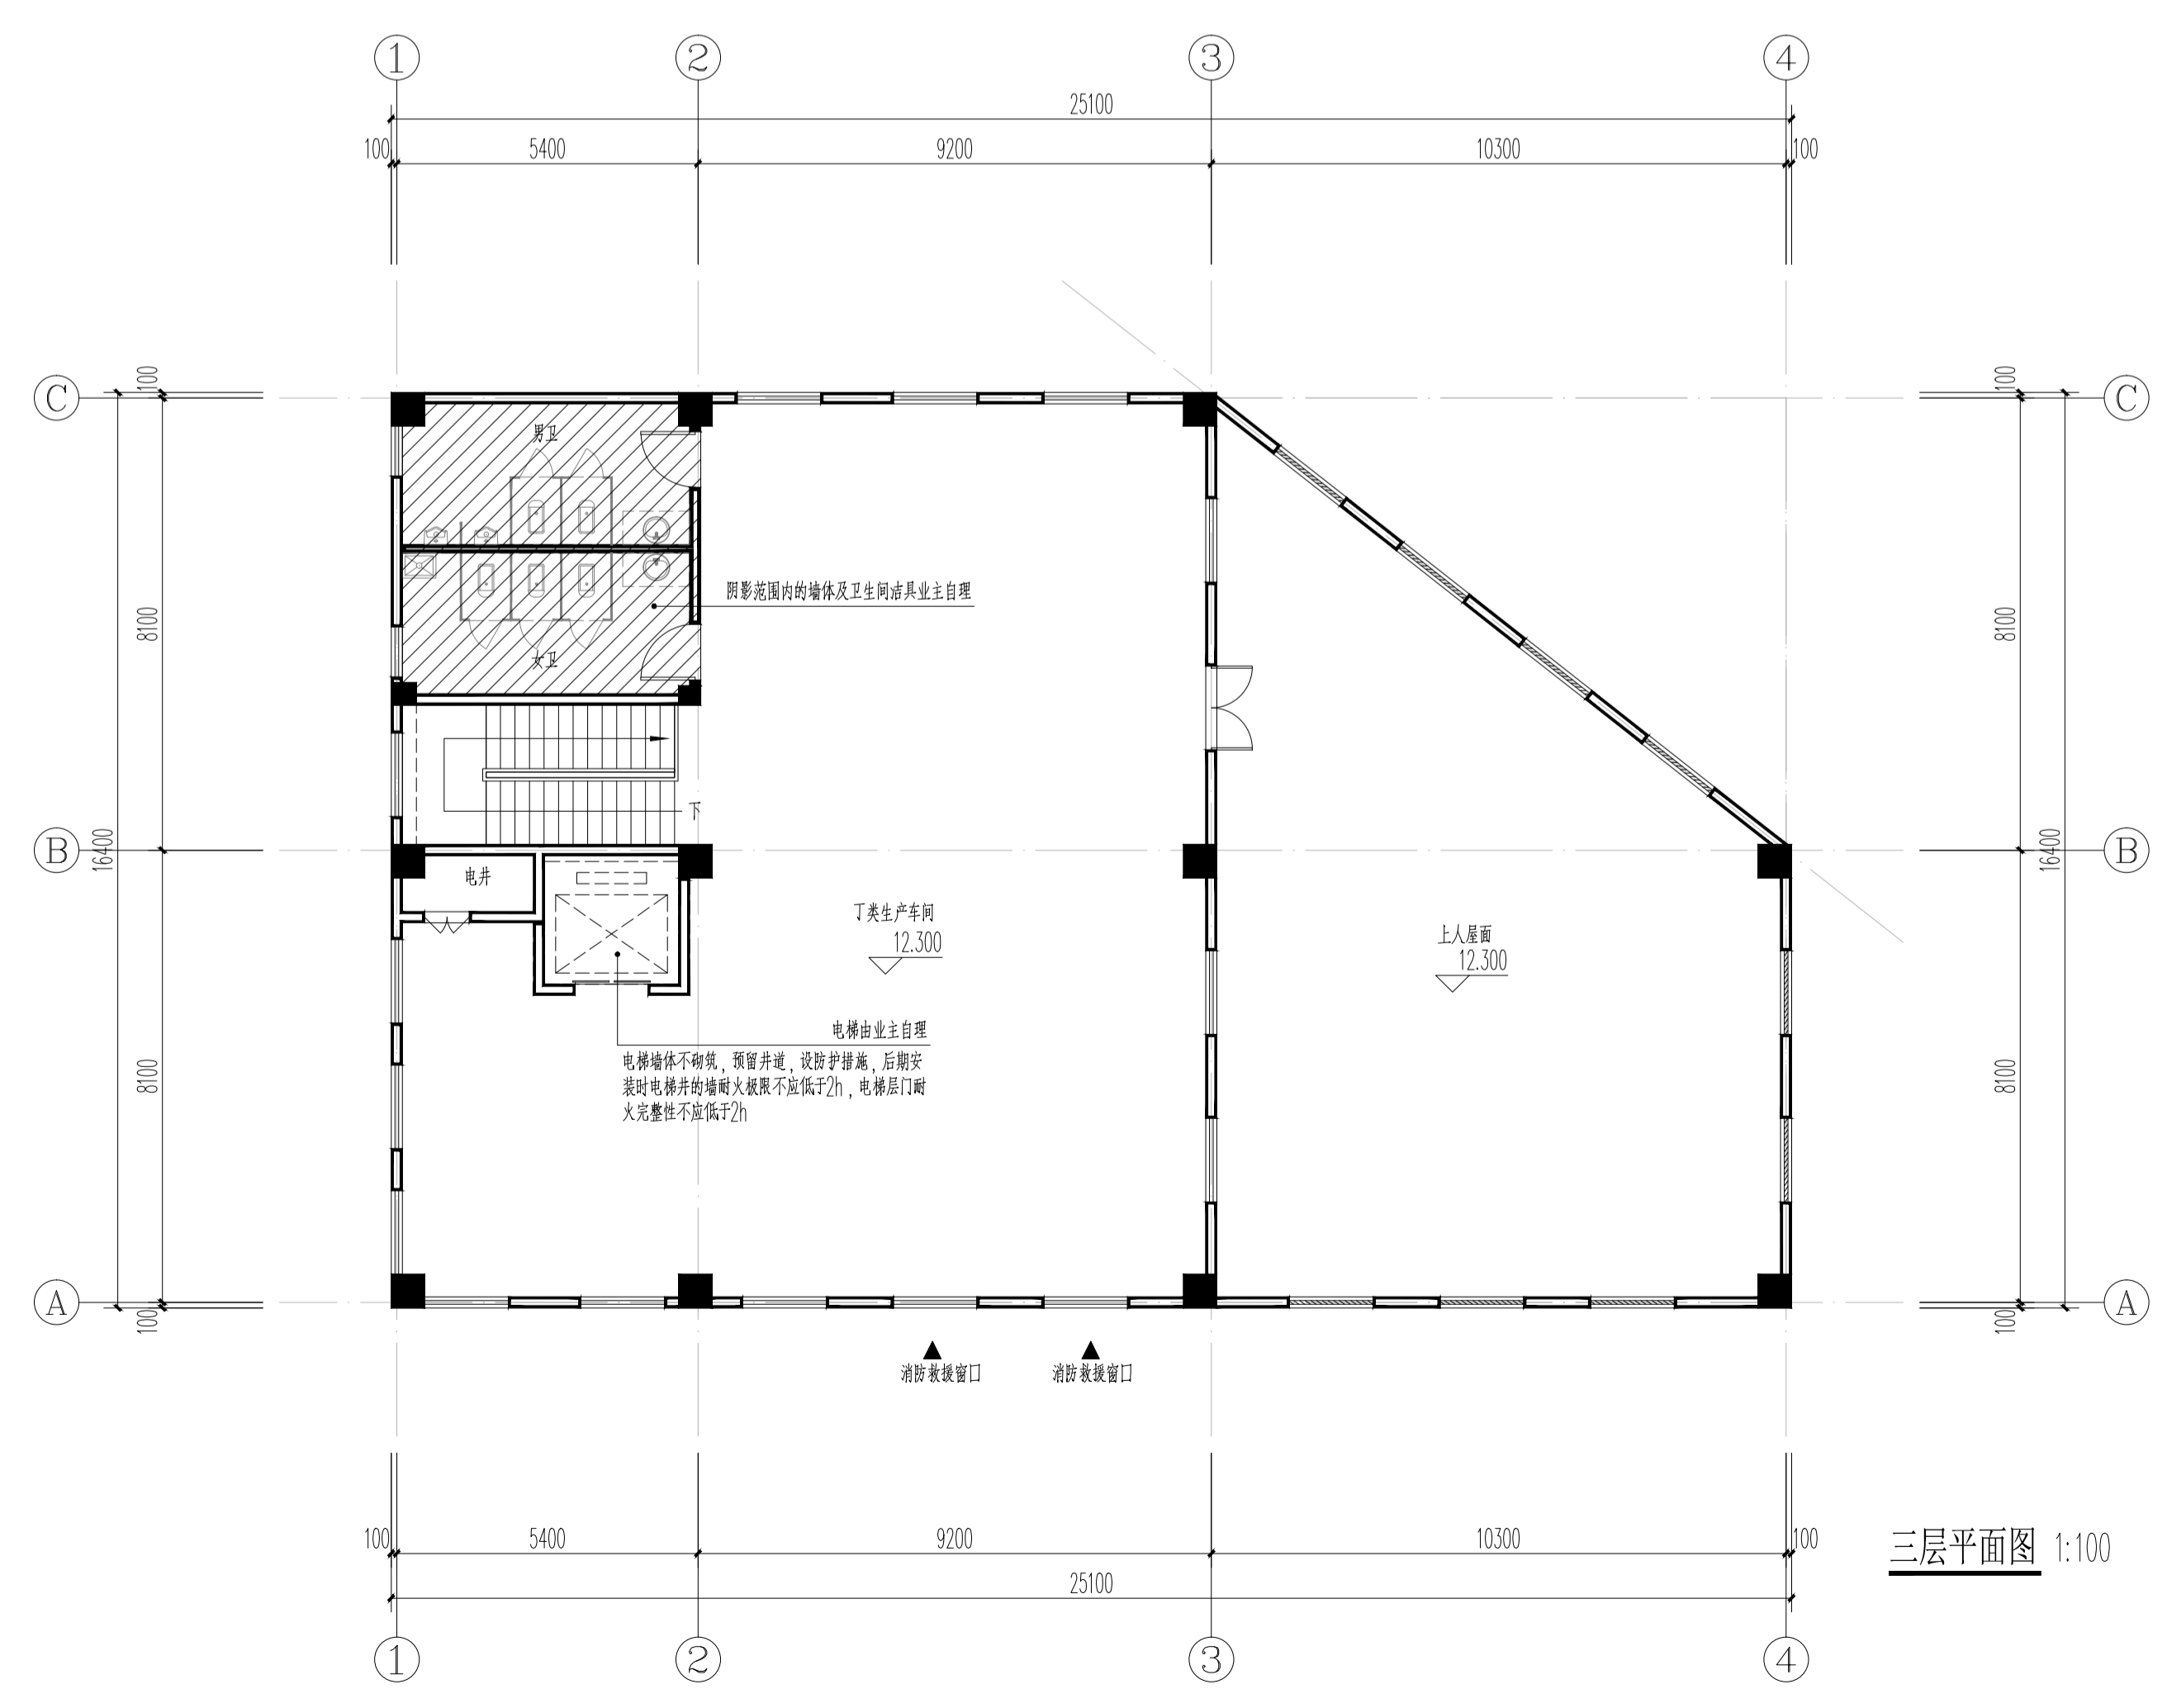 1 2 3 4
25100
100 5400 9200 10300 100
C 100 100 C
男卫
阴影范围内的墙体及卫生间洁具业主自理
8100 8100
女卫
下
B 16400 16400 B
电井
丁类生产车间
12.300
上人屋面
12.300
电梯由业主自理
电梯墙体不砌筑，预留井道，设防护措施，后期安
装时电梯井的墙耐火极限不应低于2h，电梯层门耐
火完整性不应低于2h
8100 8100
A 100 100 A
消防救援窗口 消防救援窗口
100 5400 9200 10300 100
25100
三层平面图 1:100
1 2 3 4